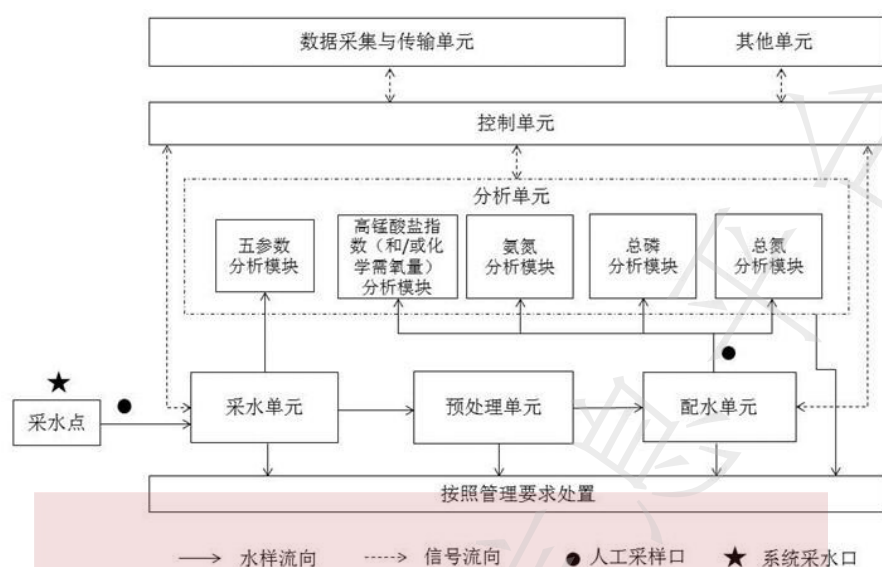 数据采集与传输单元
其他单元
控制单元
分析单元
五参数
分析模块
高锰酸盐指
数（和/或化
学需氧量）
分析模块
氨氮
分析模块
总磷
分析模块
总氮
分析模块
采水点
采水单元
预处理单元
配水单元
按照管理要求处置
水样流向
信号流向
人工采样口
系统采水口